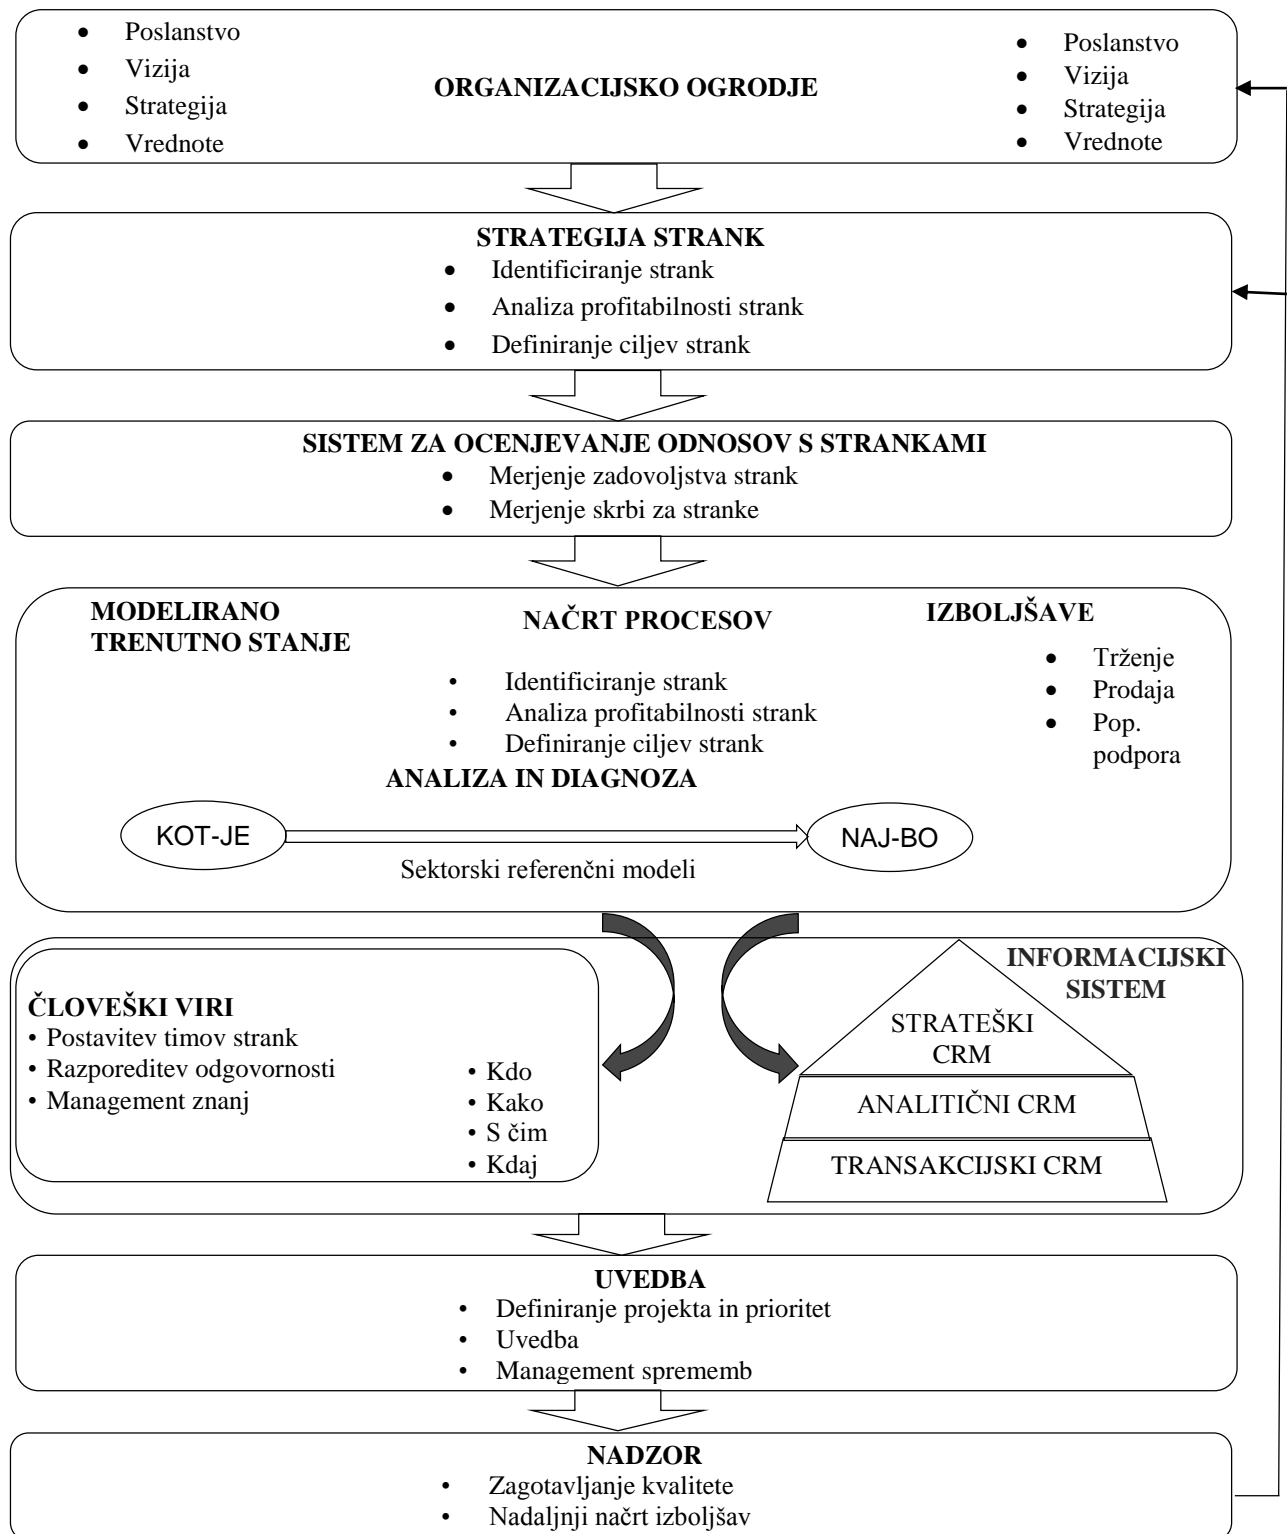 • Poslanstvo
• Vizija
• Strategija
• Vrednote
ORGANIZACIJSKO OGRODJE
• Poslanstvo
• Vizija
• Strategija
• Vrednote
STRATEGIJA STRANK
• Identificiranje strank
• Analiza profitabilnosti strank
• Definiranje ciljev strank
SISTEM ZA OCENJEVANJE ODNOSOV S STRANKAMI
• Merjenje zadovoljstva strank
• Merjenje skrbi za stranke
MODELIRANO
TRENUTNO STANJE
NAČRT PROCESOV
• Identificiranje strank
• Analiza profitabilnosti strank
• Definiranje ciljev strank
IZBOLJŠAVE
• Trženje
• Prodaja
• Pop.
podpora
ANALIZA IN DIAGNOZA
KOT-JE
NAJ-BO
Sektorski referenčni modeli
ČLOVEŠKI VIRI
• Postavitev timov strank
• Razporeditev odgovornosti
• Management znanj
• Kdo
• Kako
• S čim
• Kdaj
INFORMACIJSKI
SISTEM
STRATEŠKI
CRM
ANALITIČNI CRM
TRANSAKCIJSKI CRM
UVEDBA
• Definiranje projekta in prioritet
• Uvedba
• Management sprememb
NADZOR
• Zagotavljanje kvalitete
• Nadaljnji načrt izboljšav